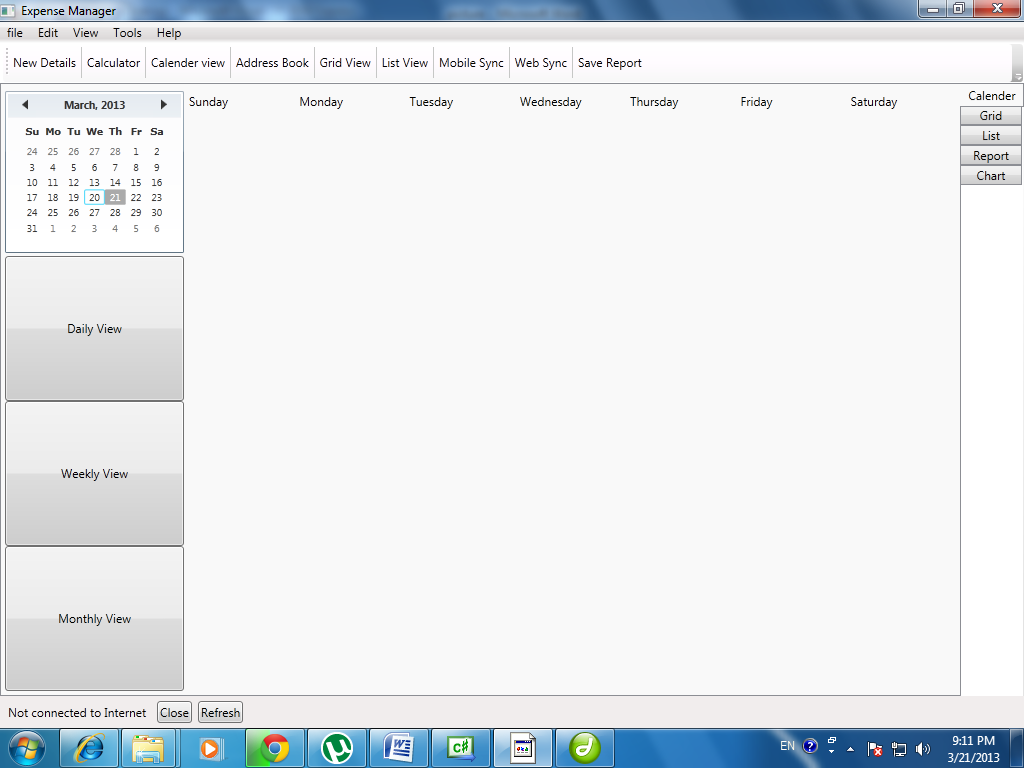 Expense Manager
file Edit View Tools Help
New Details Calculator Calender view Address Book Grid View List View Mobile Sync Web Sync Save Report
March, 2013
Su Mo Tu We Th Fr Sa
24 25 26 27 28 1 2
3 4 5 6 7 8 9
10 11 12 13 14 15 16
17 18 19 20 21 22 23
24 25 26 27 28 29 30
31 1 2 3 4 5 6
Sunday Monday Tuesday Wednesday Thursday Friday Saturday
Calender
Grid
List
Report
Chart
Daily View
Weekly View
Monthly View
Not connected to Internet Close Refresh
EN
9:11 PM
3/21/2013